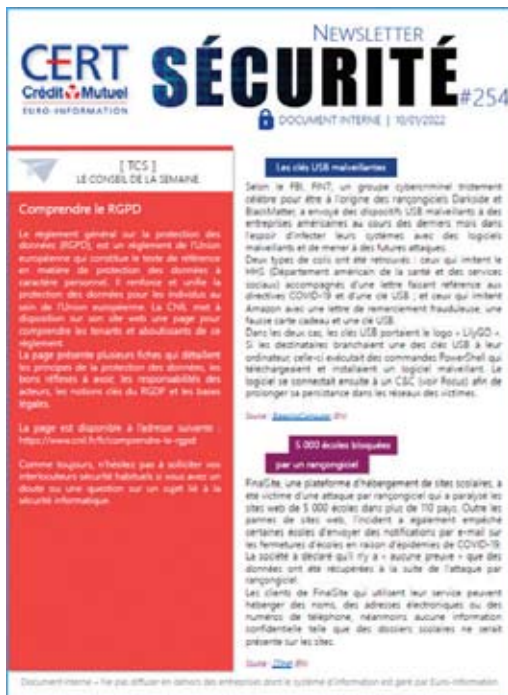 NEWSLETTER
CERT
Crédit Mutuel
EURO-INFORMATION
SÉCURITÉ #254
DOCUMENT INTERNE | 10/01/2022
[ TCS ]
LE CONSEIL DE LA SEMAINE
Comprendre le RGPD
Le règlement général sur la protection des
données (RGPD), est un règlement de l'Union
européenne qui constitue le texte de référence
en matière de protection des données à
caractère personnel. Il renforce et unifie la
protection des données pour les individus au
sein de l'Union européenne. La CNIL met à
disposition sur son site web une page pour
comprendre les tenants et aboutissants de ce
règlement.
La page présente plusieurs fiches qui détaillent
les principes de la protection des données, les
bons réflexes à avoir, les responsabilités des
acteurs, les notions clés du RGPD et les bases
légales.
La page est disponible à l'adresse suivante :
https://www.cnil.fr/fr/comprendre-le-rgpd
Comme toujours, n'hésitez pas à solliciter vos
interlocuteurs sécurité habituels si vous avez un
doute ou une question sur un sujet lié à la
sécurité informatique.
Les clés USB malveillantes
Selon le FBI, FIN7, un groupe cybercriminel tristement
célèbre pour être à l'origine des rançongiciels Darkside et
BlackMatter, a envoyé des dispositifs USB malveillants à des
entreprises américaines au cours des derniers mois dans
l'espoir d'infecter leurs systèmes avec des logiciels
malveillants et de mener à des futures attaques.
Deux types de colis ont été retrouvés : ceux qui imitent le
HHS (Département américain de la santé et des services
sociaux) accompagnés d'une lettre faisant référence aux
directives COVID-19 et d'une clé USB ; et ceux qui imitent
Amazon avec une lettre de remerciement frauduleuse, une
fausse carte cadeau et une clé USB.
Dans les deux cas, les clés USB portaient le logo « LilyGO ».
Si les destinataires branchaient une des clés USB à leur
ordinateur, celle-ci exécutait des commandes PowerShell qui
téléchargeaient et installaient un logiciel malveillant. Le
logiciel se connectait ensuite à un C&C (voir Focus) afin de
prolonger sa persistance dans les réseaux des victimes.
Source : BleepingComputer (EN)
5 000 écoles bloquées
par un rançongiciel
FinalSite, une plateforme d'hébergement de sites scolaires, a
été victime d'une attaque par rançongiciel qui a paralysé les
sites web de 5 000 écoles dans plus de 110 pays. Outre les
pannes de sites web, l'incident a également empêché
certaines écoles d'envoyer des notifications par e-mail sur
les fermetures d'écoles en raison d'épidémies de COVID-19.
La société a déclaré qu'il n'y a « aucune preuve » que des
données ont été récupérées à la suite de l'attaque par
rançongiciel.
Les clients de FinalSite qui utilisent leur service peuvent
héberger des noms, des adresses électroniques ou des
numéros de téléphone, néanmoins aucune information
confidentielle telle que des dossiers scolaires ne serait
présente sur les sites.
Source : ZDNet (EN)
Document interne – Ne pas diffuser en dehors des entreprises dont le système d'information est géré par Euro-Information